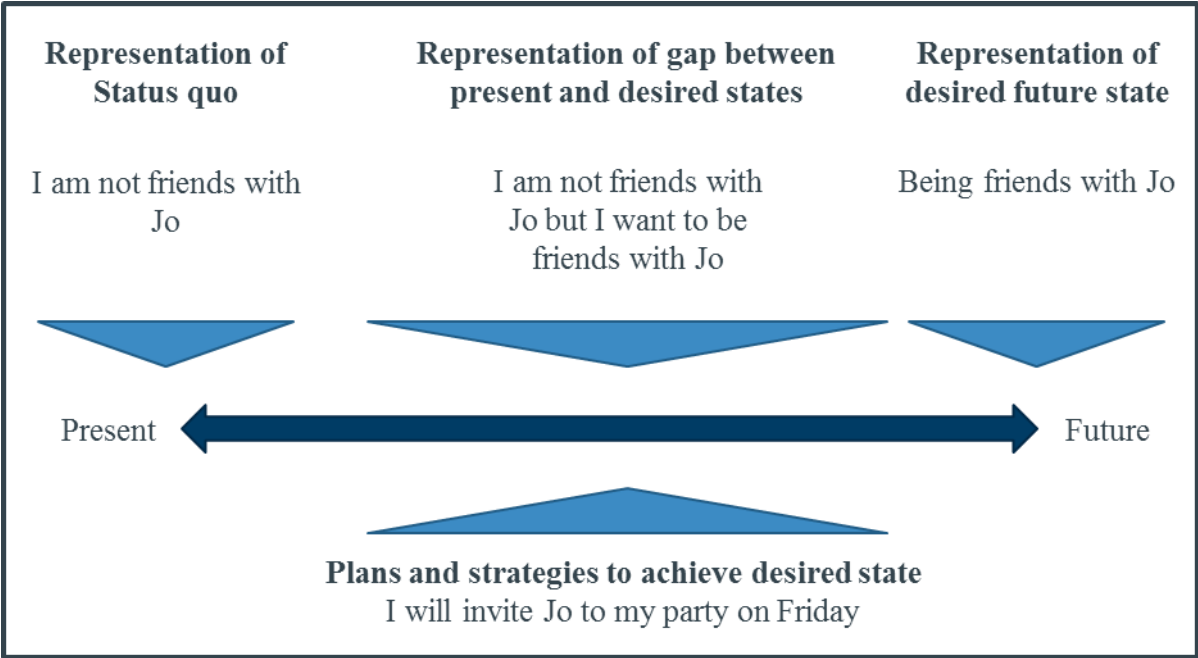 Representation of
Status quo
Representation of gap between
present and desired states
Representation of
desired future state
I am not friends with
Jo
I am not friends with
Jo but I want to be
friends with Jo
Being friends with Jo
Present
Future
Plans and strategies to achieve desired state
I will invite Jo to my party on Friday